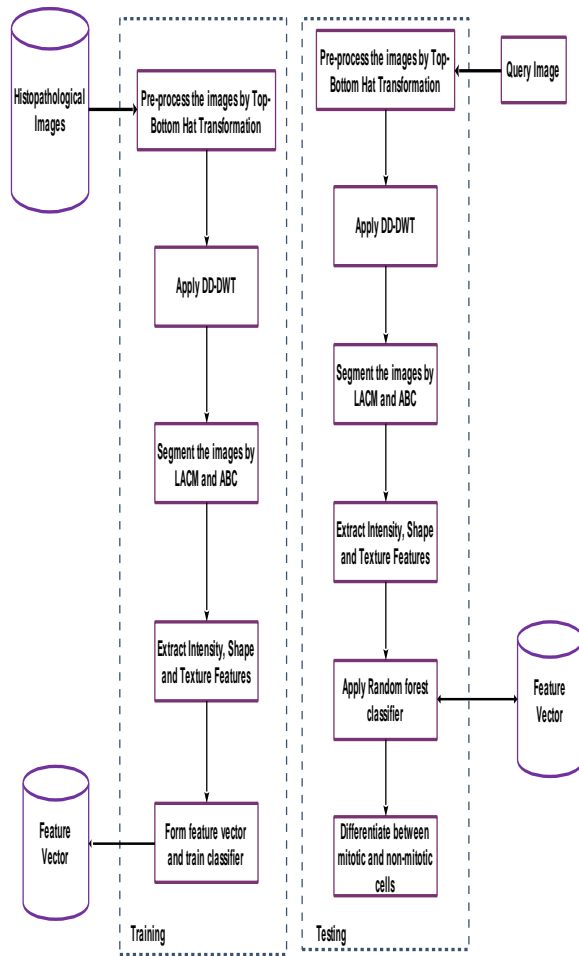 Histopathological
Images
Pre-process the images by Top-
Bottom Hat Transformation
Apply DD-DWT
Segment the images by
LACM and ABC
Extract Intensity, Shape
and Texture Features
Form feature vector
and train classifier
Feature
Vector
Training
Pre-process the images by Top-
Bottom Hat Transformation
Query Image
Apply DD-DWT
Segment the images by
LACM and ABC
Extract Intensity, Shape
and Texture Features
Apply Random forest
classifier
Feature
Vector
Differentiate between
mitotic and non-mitotic
cells
Testing